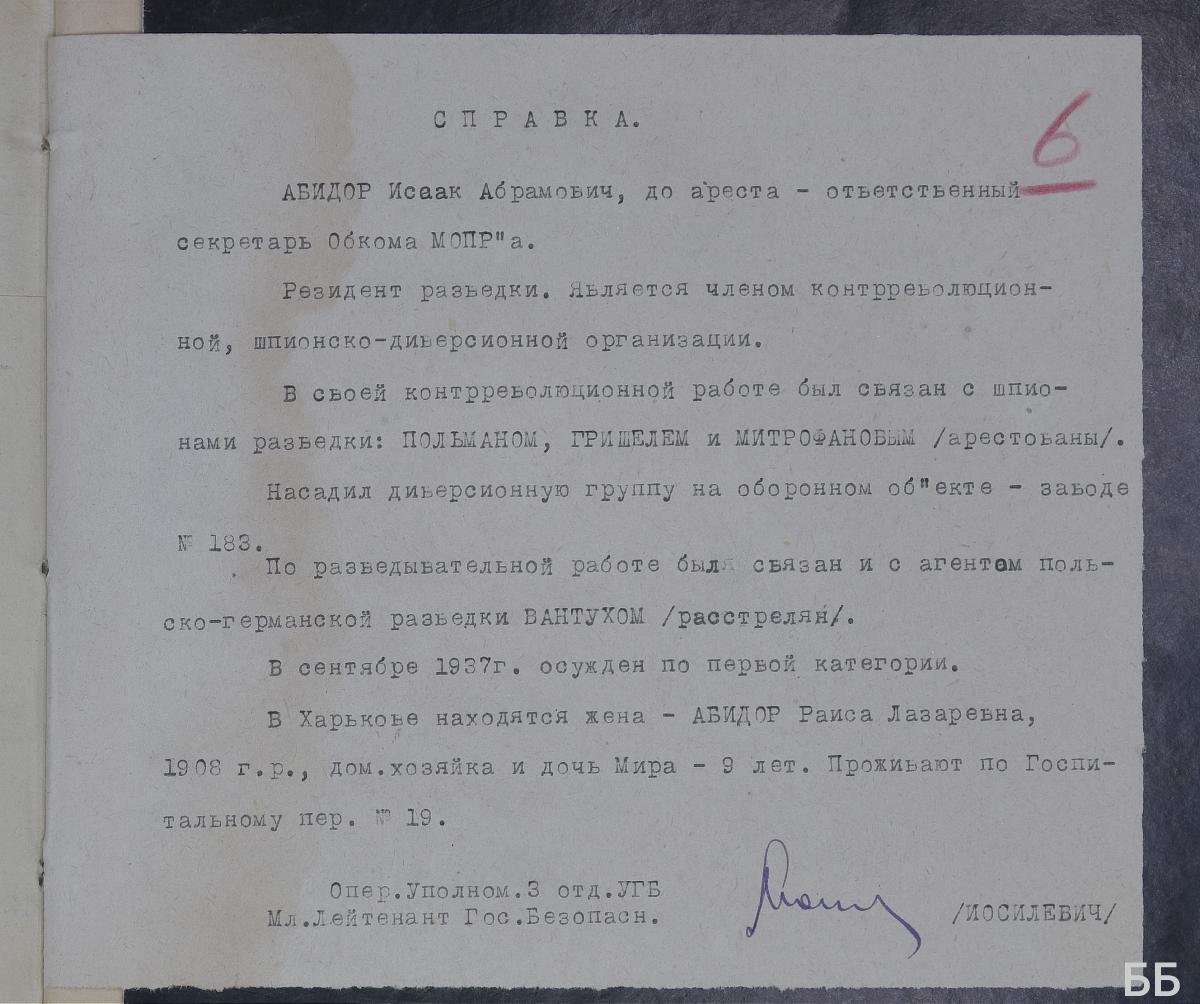 С П Р А В К А.
6
АБИДОР Исаак Абрамович, до ареста - ответственный
секретарь Обкома МОПР"а.
Резидент разведки. Является членом контрреволюцион-
ной, шпионско-диверсионной организации.
В своей контрреволюционной работе был связан с шпио-
нами разведки: ПОЛЬМАНОМ, ГРИШЕЛЕМ и МИТРОФАНОВЫМ /арестованы/.
Насадил диверсионную группу на оборонном об"екте - заводе
№ 183.
По разведывательной работе был связан и с агентом поль-
ско-германской разведки ВАНТУХОМ /расстрелян/.
В сентябре 1937г. осужден по первой категории.
В Харькове находятся жена - АБИДОР Раиса Лазаревна,
1908 г.р., дом.хозяйка и дочь Мира - 9 лет. Проживают по Госпи-
тальному пер. № 19.
Опер.Уполном.3 отд.УГБ
Мл.Лейтенант Гос.Безопасн.
/ИОСИЛЕВИЧ/
ББ